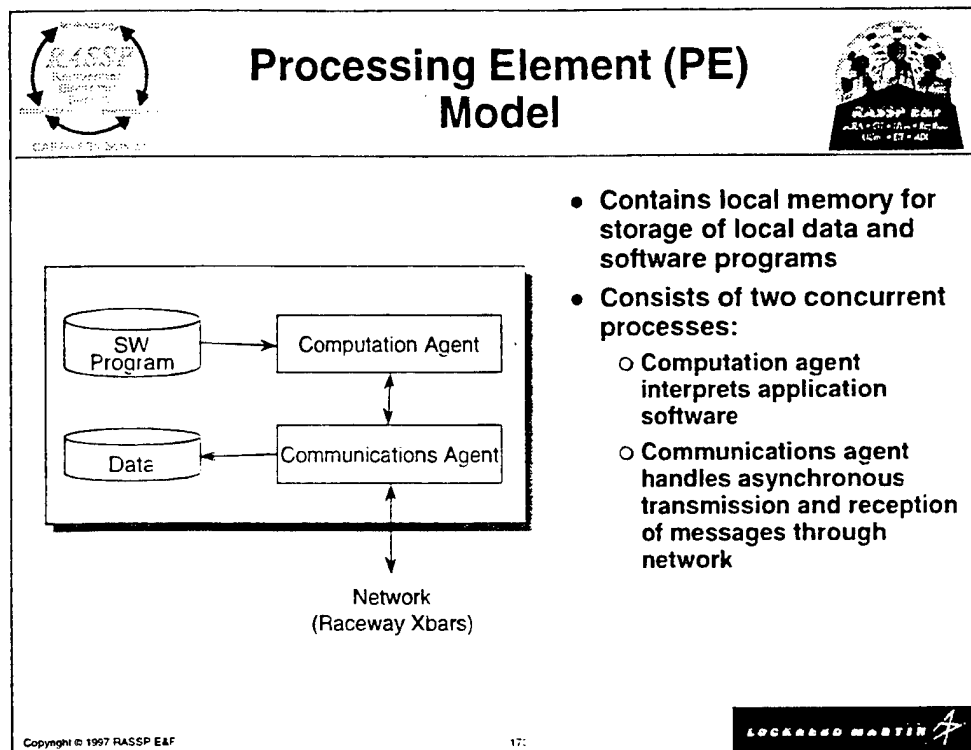 Processing Element (PE)
Model
RASSP
RASSP E&F
● Contains local memory for
storage of local data and
software programs
● Consists of two concurrent
processes:
○ Computation agent
interprets application
software
○ Communications agent
handles asynchronous
transmission and reception
of messages through
network
SW
Program
Computation Agent
Data
Communications Agent
Network
(Raceway Xbars)
Copyright © 1997 RASSP E&F
LOCKHEED MARTIN